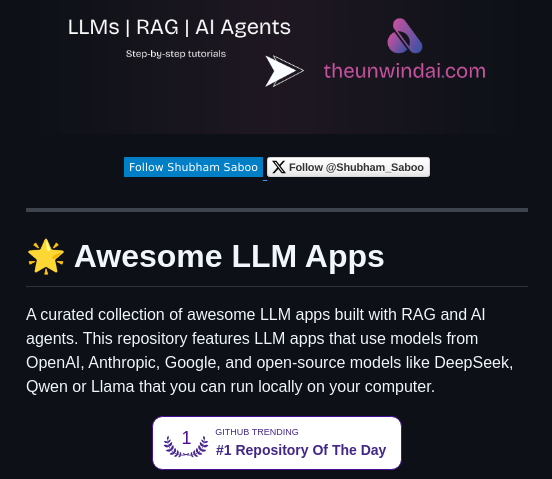 LLMs | RAG | AI Agents
Step-by-step tutorials
theunwindai.com
Follow Shubham Saboo
Follow @Shubham_Saboo
🌟 Awesome LLM Apps
A curated collection of awesome LLM apps built with RAG and AI
agents. This repository features LLM apps that use models from
OpenAI, Anthropic, Google, and open-source models like DeepSeek,
Qwen or Llama that you can run locally on your computer.
1
GITHUB TRENDING
#1 Repository Of The Day